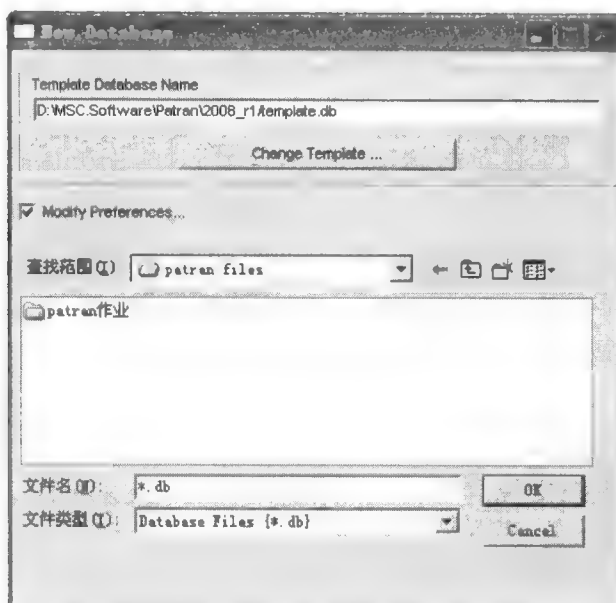 New Database
Template Database Name
D:\MSC.Software\Patran\2008_r1/template.db
Change Template ...
Modify Preferences...
查找范围(I) patran files
patran作业
文件名(N): *.db OK
文件类型(T): Database Files {*.db} Cancel